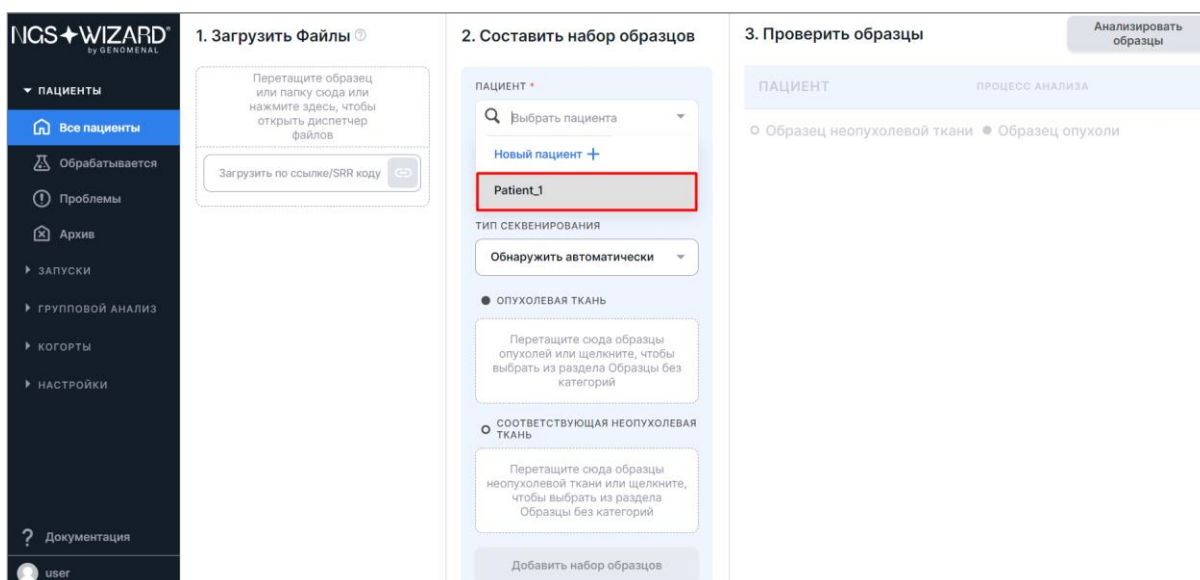 NGS+WIZARD®
by GENOMENAL
ПАЦИЕНТЫ
Все пациенты
Обрабатывается
Проблемы
Архив
ЗАПУСКИ
ГРУППОВОЙ АНАЛИЗ
КОГОРТЫ
НАСТРОЙКИ
? Документация
user
1. Загрузить Файлы ?
Перетащите образец
или папку сюда или
нажмите здесь, чтобы
открыть диспетчер
файлов
Загрузить по ссылке/SRR коду
2. Составить набор образцов
ПАЦИЕНТ *
Выбрать пациента
Новый пациент +
Patient_1
ТИП СЕКВЕНИРОВАНИЯ
Обнаружить автоматически
ОПУХОЛЕВАЯ ТКАНЬ
Перетащите сюда образцы
опухолей или щелкните, чтобы
выбрать из раздела Образцы без
категорий
СООТВЕТСТВУЮЩАЯ НЕОПУХОЛЕВАЯ
ТКАНЬ
Перетащите сюда образцы
неопухолевой ткани или щелкните,
чтобы выбрать из раздела
Образцы без категорий
Добавить набор образцов
3. Проверить образцы
Анализировать
образцы
ПАЦИЕНТ ПРОЦЕСС АНАЛИЗА
Образец неопухолевой ткани Образец опухоли